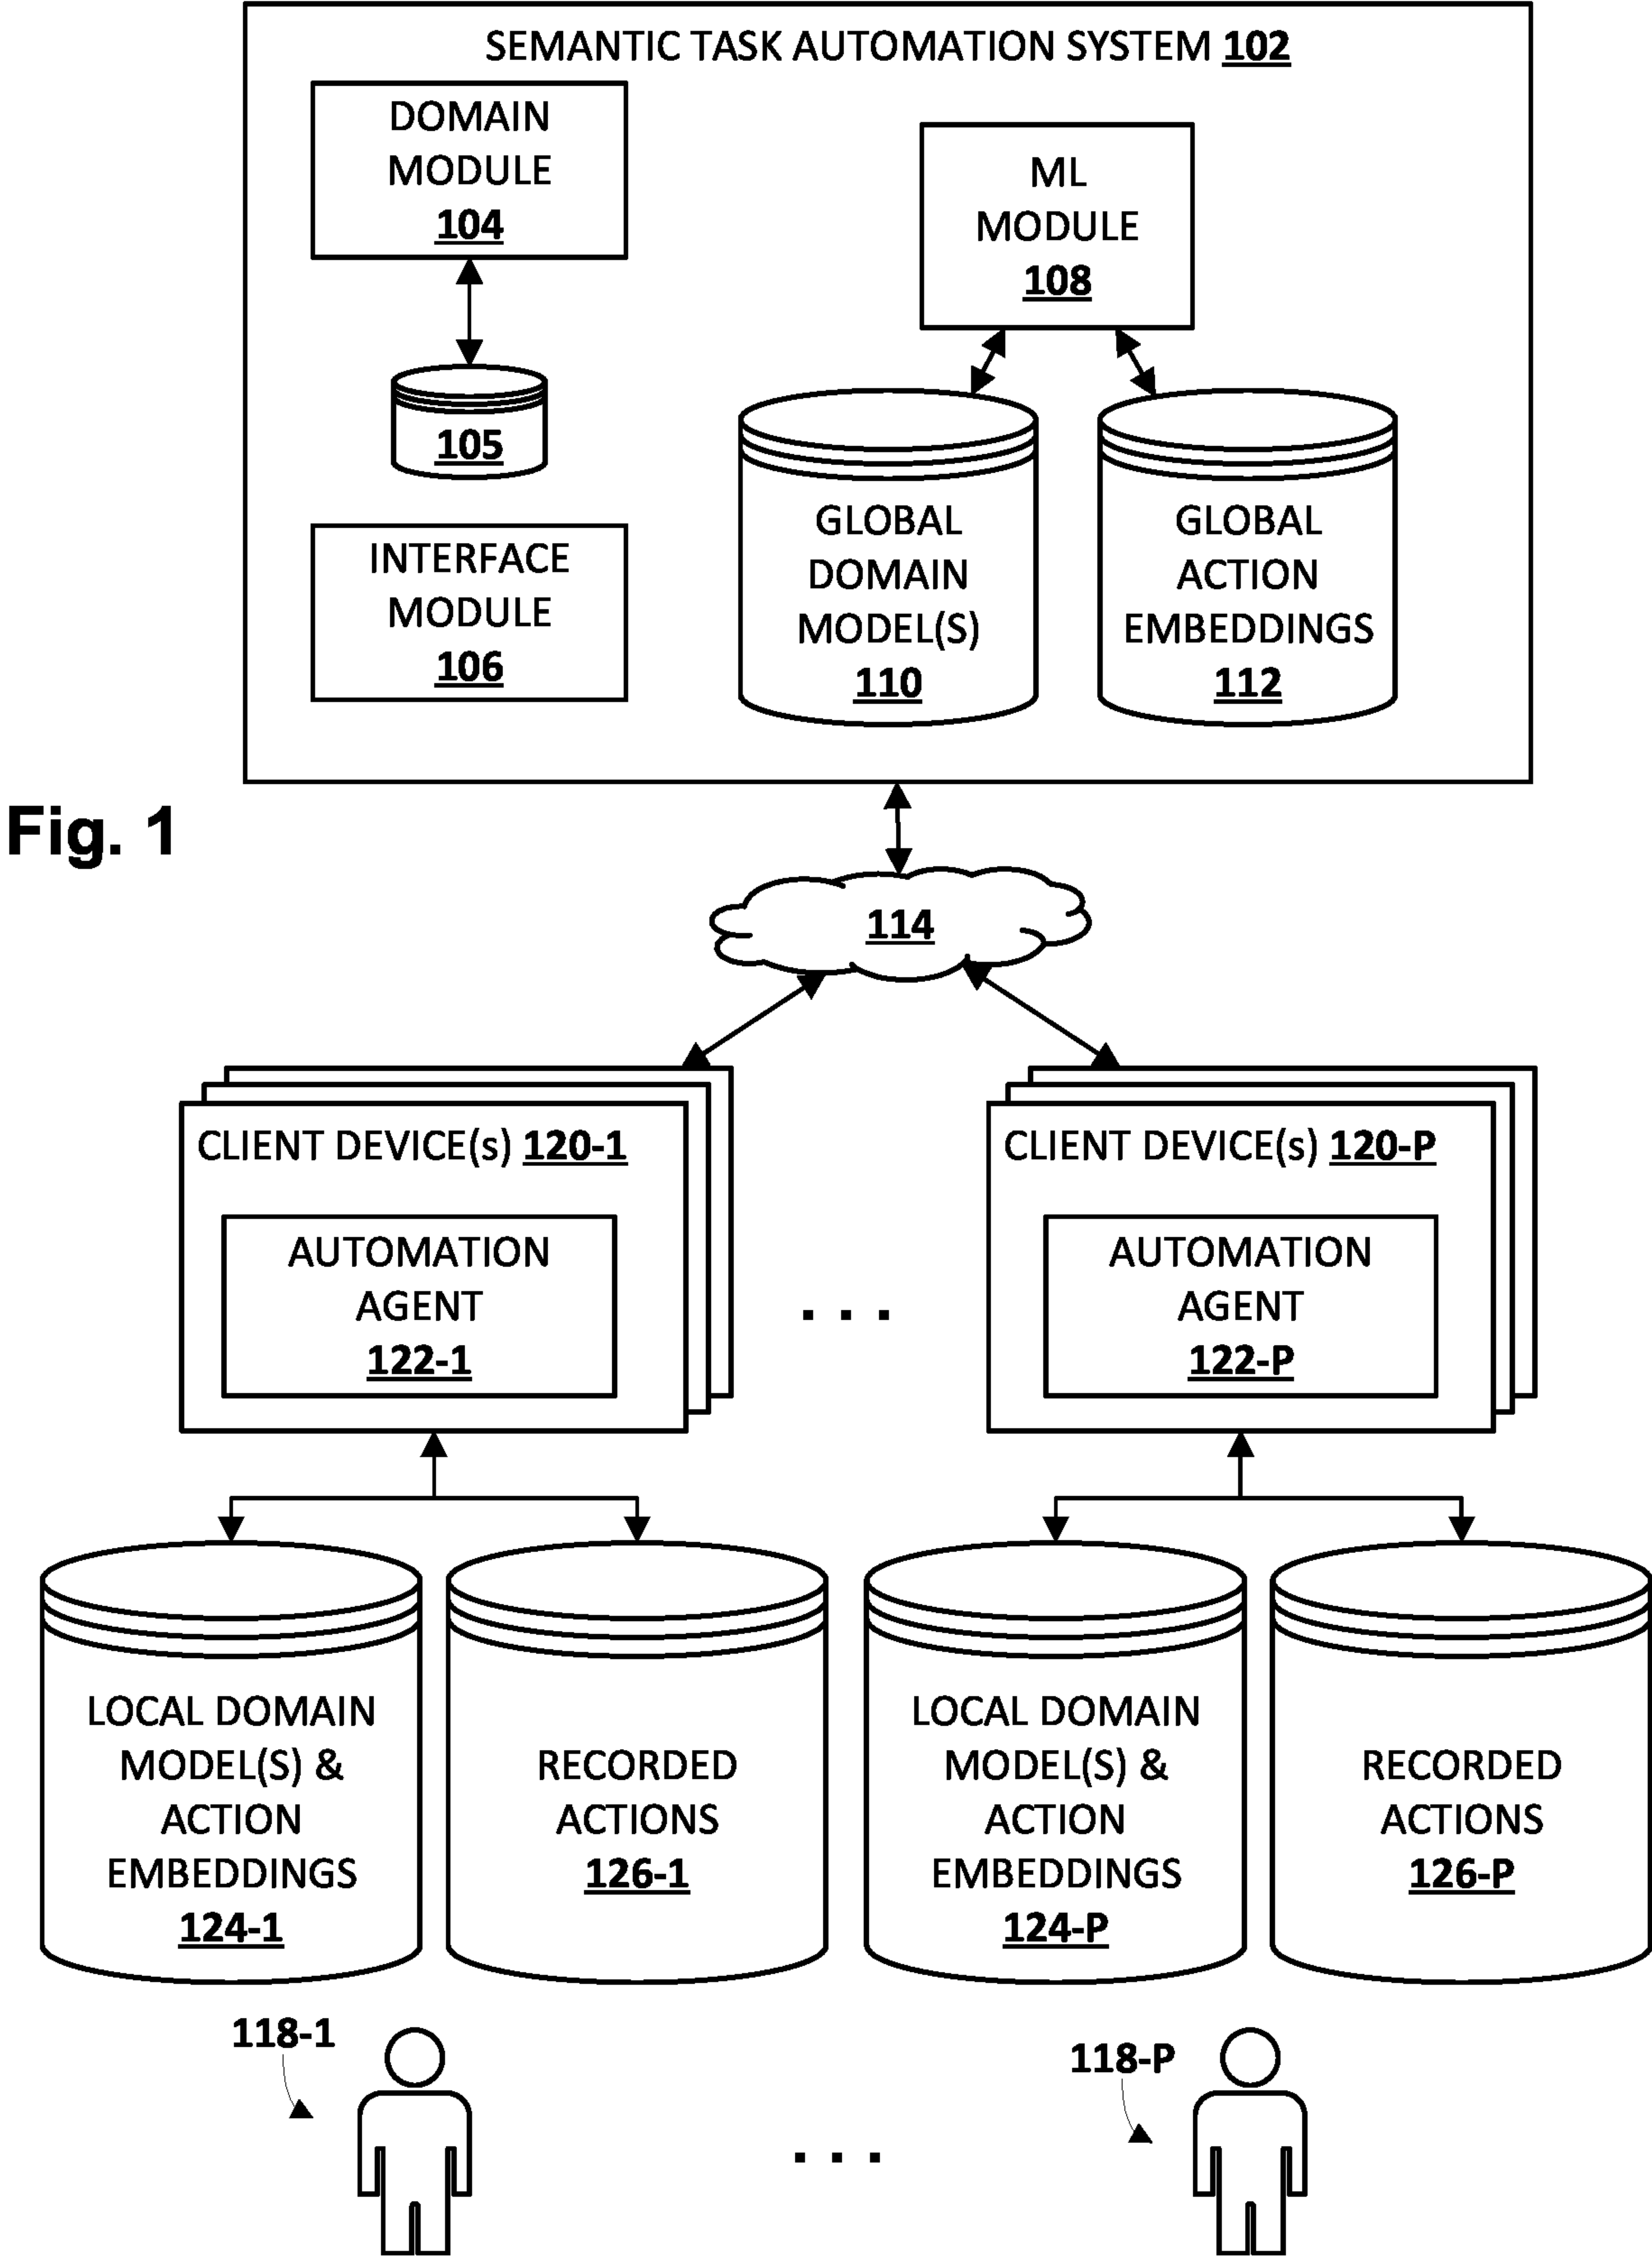 SEMANTIC TASK AUTOMATION SYSTEM 102
DOMAIN
MODULE
104
105
INTERFACE
MODULE
106
ML
MODULE
108
GLOBAL
DOMAIN
MODEL(S)
110
GLOBAL
ACTION
EMBEDDINGS
112
Fig. 1
114
CLIENT DEVICE(s) 120-1
AUTOMATION
AGENT
122-1
. . .
CLIENT DEVICE(s) 120-P
AUTOMATION
AGENT
122-P
LOCAL DOMAIN
MODEL(S) &
ACTION
EMBEDDINGS
124-1
RECORDED
ACTIONS
126-1
LOCAL DOMAIN
MODEL(S) &
ACTION
EMBEDDINGS
124-P
RECORDED
ACTIONS
126-P
118-1
. . .
118-P